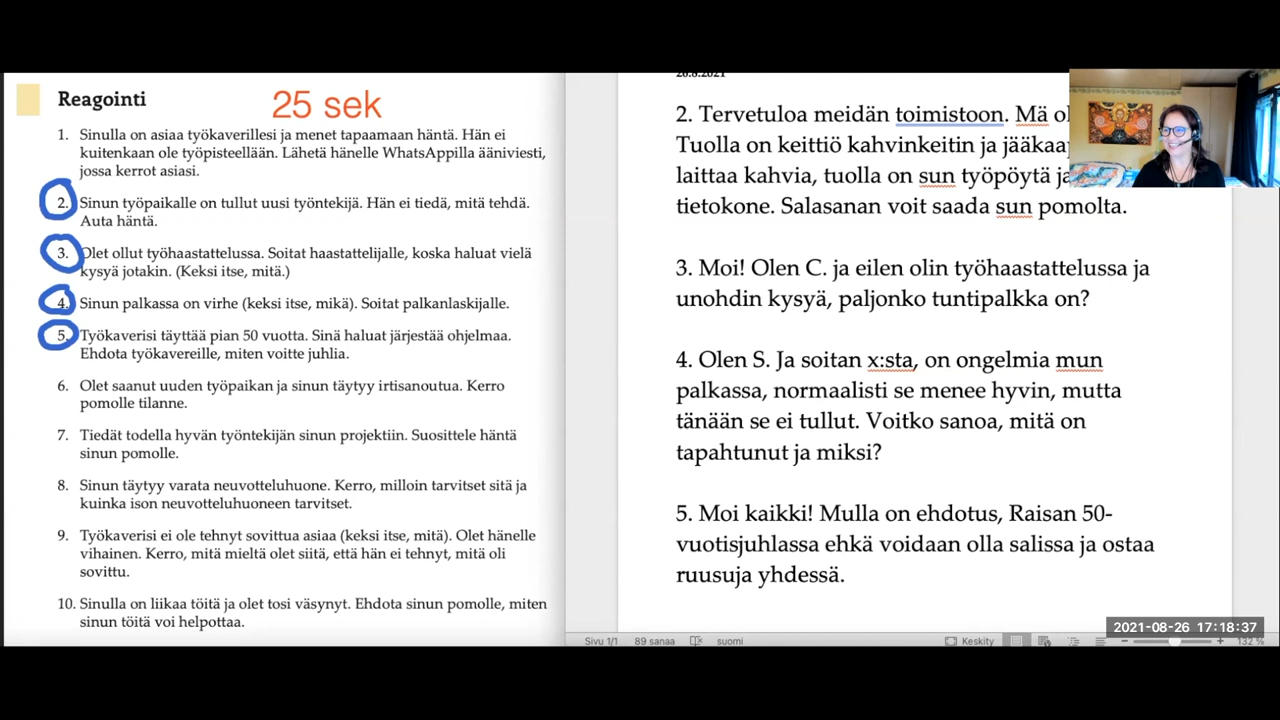 Reagointi
25 sek
1. Sinulla on asiaa työkaverillesi ja menet tapaamaan häntä. Hän ei
kuitenkaan ole työpisteellään. Lähetä hänelle WhatsAppilla ääniviesti,
jossa kerrot asiasi.
2. Sinun työpaikalle on tullut uusi työntekijä. Hän ei tiedä, mitä tehdä.
Auta häntä.
3. Olet ollut työhaastattelussa. Soitat haastattelijalle, koska haluat vielä
kysyä jotakin. (Keksi itse, mitä.)
4. Sinun palkassa on virhe (keksi itse, mikä). Soitat palkanlaskijalle.
5. Työkaverisi täyttää pian 50 vuotta. Sinä haluat järjestää ohjelmaa.
Ehdota työkavereille, miten voitte juhlia.
6. Olet saanut uuden työpaikan ja sinun täytyy irtisanoutua. Kerro
pomolle tilanne.
7. Tiedät todella hyvän työntekijän sinun projektiin. Suosittele häntä
sinun pomolle.
8. Sinun täytyy varata neuvotteluhuone. Kerro, milloin tarvitset sitä ja
kuinka ison neuvotteluhuoneen tarvitset.
9. Työkaverisi ei ole tehnyt sovittua asiaa (keksi itse, mitä). Olet hänelle
vihainen. Kerro, mitä mieltä olet siitä, että hän ei tehnyt, mitä oli
sovittu.
10. Sinulla on liikaa töitä ja olet tosi väsynyt. Ehdota sinun pomolle, miten
sinun töitä voi helpottaa.
26.8.2021
2. Tervetuloa meidän toimistoon. Mä
Tuolla on keittiö kahvinkeitin ja
laittaa kahvia, tuolla on sun työpöytä
tietokone. Salasanan voit saada sun pomolta.
3. Moi! Olen C. ja eilen olin työhaastattelussa ja
unohdin kysyä, paljonko tuntipalkka on?
4. Olen S. Ja soitan x:sta, on ongelmia mun
palkassa, normaalisti se menee hyvin, mutta
tänään se ei tullut. Voitko sanoa, mitä on
tapahtunut ja miksi?
5. Moi kaikki! Mulla on ehdotus, Raisan 50-
vuotisjuhlassa ehkä voidaan olla salissa ja ostaa
ruusuja yhdessä.
2021-08-26 17:18:37
Sivu 1/1 89 sanaa suomi Keskity 132 %